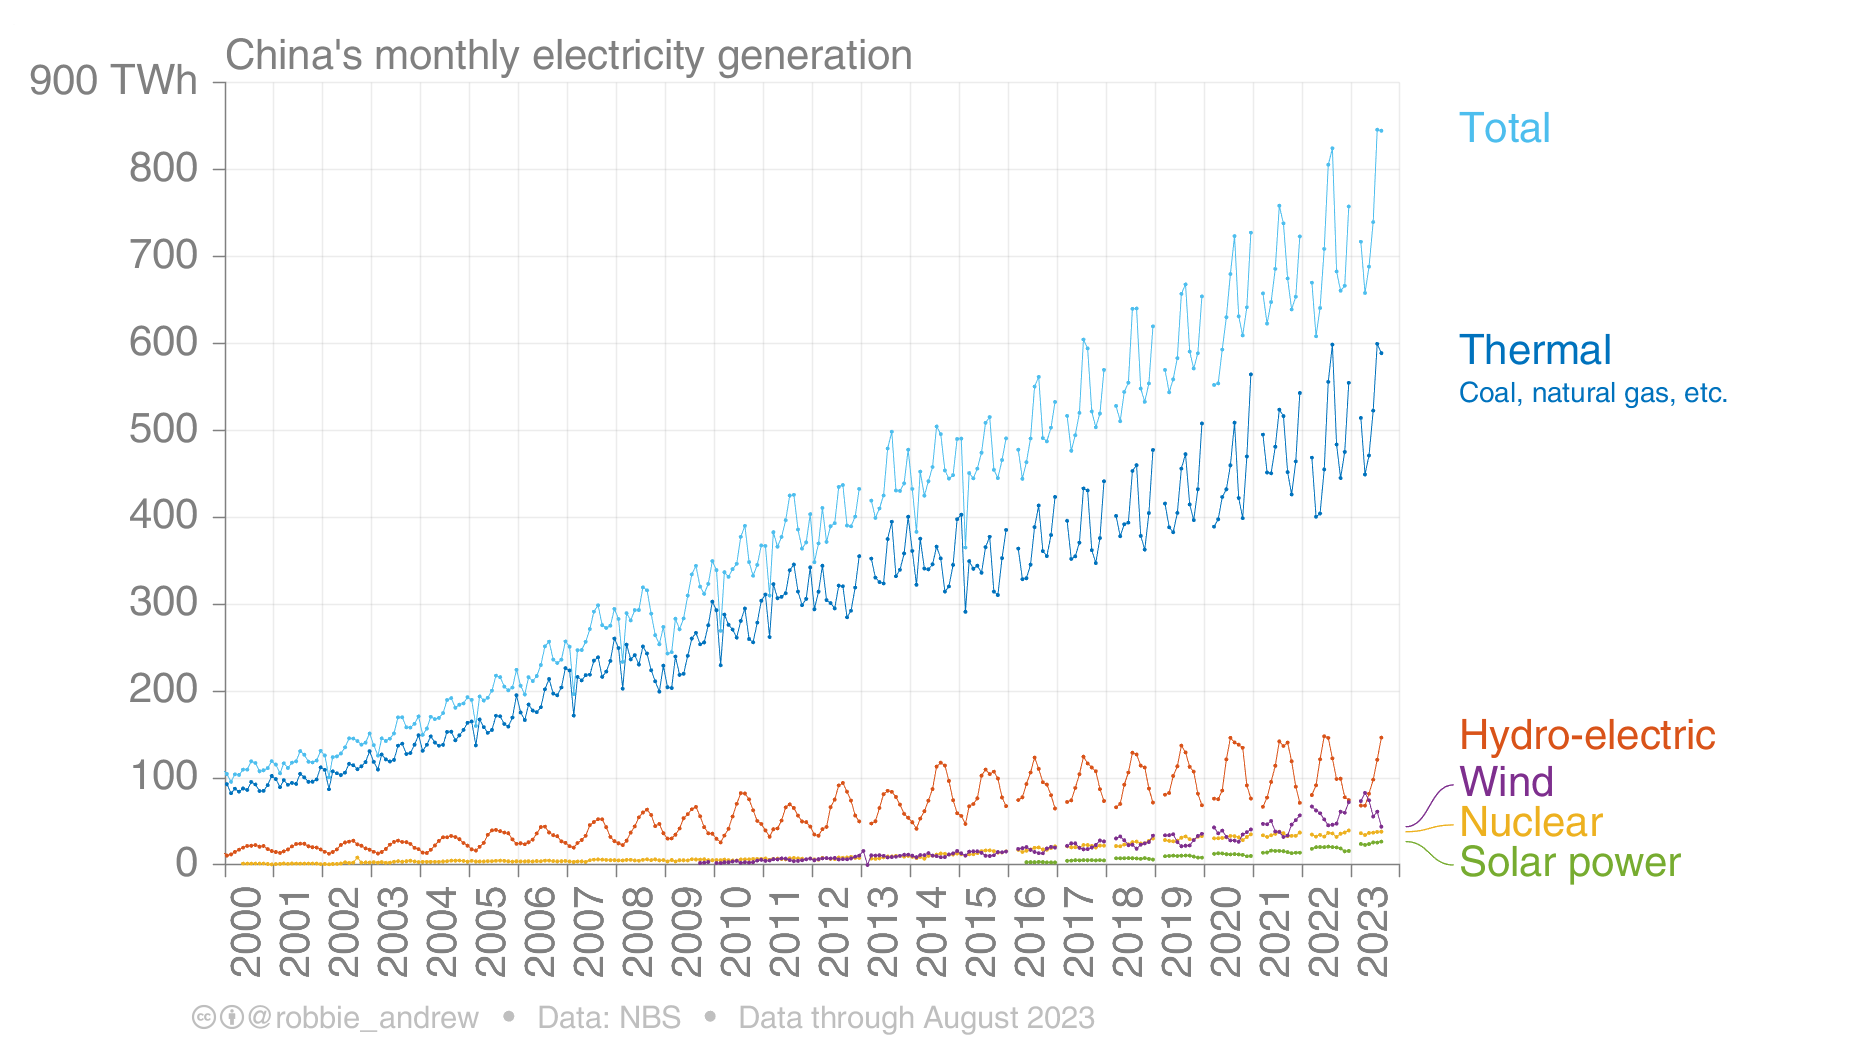 China's monthly electricity generation
900 TWh
800
700
600
500
400
300
200
100
0
Total
Thermal
Coal, natural gas, etc.
Hydro-electric
Wind
Nuclear
Solar power
2000 2001 2002 2003 2004 2005 2006 2007 2008 2009 2010 2011 2012 2013 2014 2015 2016 2017 2018 2019 2020 2021 2022 2023
@robbie_andrew • Data: NBS • Data through August 2023